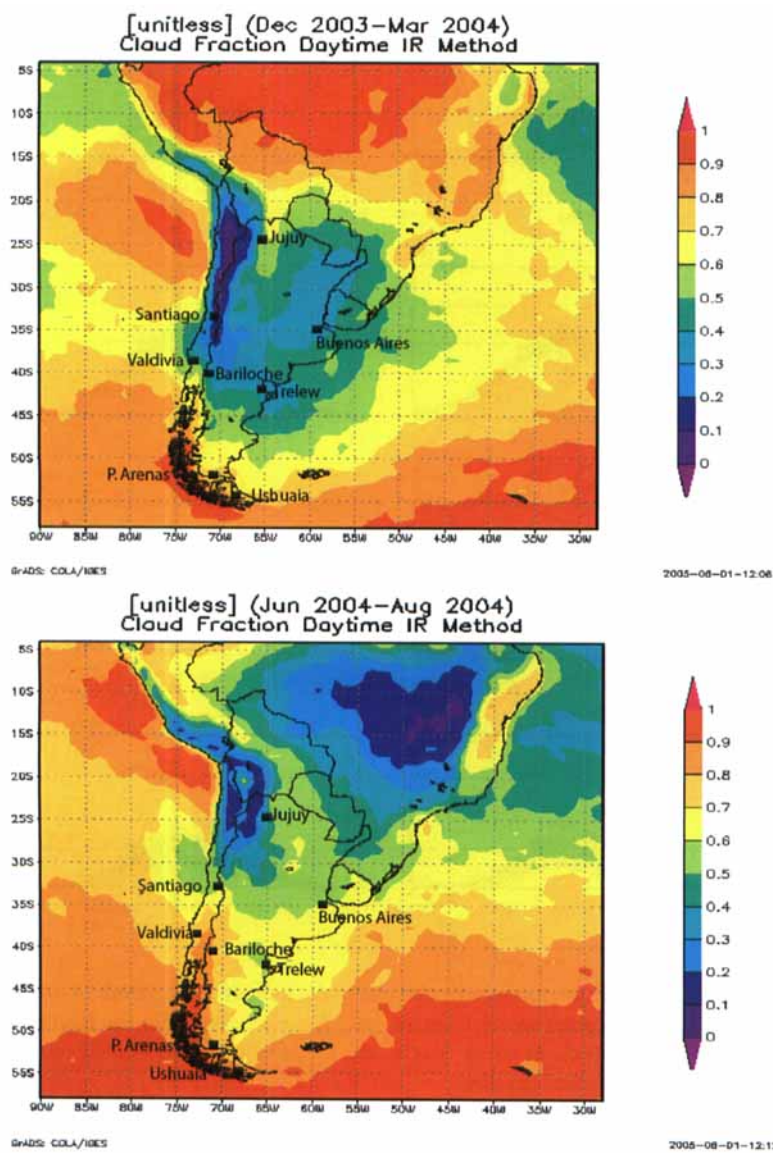 [unitless] (Dec 2003-Mar 2004)
Cloud Fraction Daytime IR Method
5S
10S
15S
20S
25S
30S
35S
40S
45S
50S
55S
90W 85W 80W 75W 70W 65W 60W 55W 50W 45W 40W 35W 30W
Jujuy
Santiago
Buenos Aires
Valdivia
Bariloche
Trelew
P. Arenas
Ushuaia
1
0.9
0.8
0.7
0.6
0.5
0.4
0.3
0.2
0.1
0
GrADS: COLA/IGES
2005-06-01-12:06
[unitless] (Jun 2004-Aug 2004)
Cloud Fraction Daytime IR Method
5S
10S
15S
20S
25S
30S
35S
40S
45S
50S
55S
90W 85W 80W 75W 70W 65W 60W 55W 50W 45W 40W 35W 30W
Jujuy
Santiago
Buenos Aires
Valdivia
Bariloche
Trelew
P. Arenas
Ushuaia
1
0.9
0.8
0.7
0.6
0.5
0.4
0.3
0.2
0.1
0
GrADS: COLA/IGES